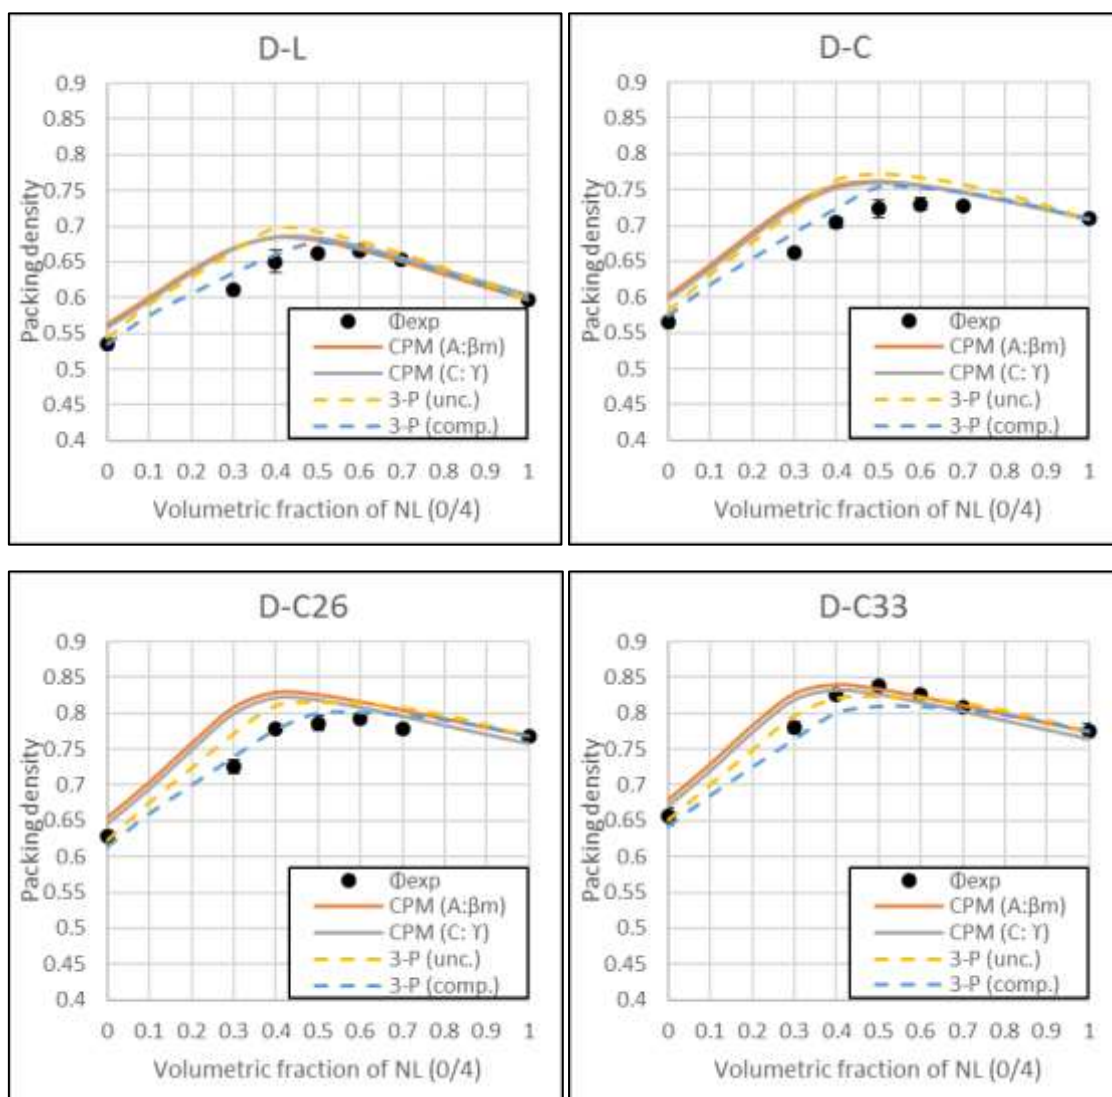 D-L
Packing density
0.9
0.85
0.8
0.75
0.7
0.65
0.6
0.55
0.5
0.45
0.4
Φexp
CPM (A:βm)
CPM (C: ϒ)
3-P (unc.)
3-P (comp.)
0 0.1 0.2 0.3 0.4 0.5 0.6 0.7 0.8 0.9 1
Volumetric fraction of NL (0/4)
D-C
Packing density
0.9
0.85
0.8
0.75
0.7
0.65
0.6
0.55
0.5
0.45
0.4
Φexp
CPM (A:βm)
CPM (C: ϒ)
3-P (unc.)
3-P (comp.)
0 0.1 0.2 0.3 0.4 0.5 0.6 0.7 0.8 0.9 1
Volumetric fraction of NL (0/4)
D-C26
Packing density
0.9
0.85
0.8
0.75
0.7
0.65
0.6
0.55
0.5
0.45
0.4
Φexp
CPM (A:βm)
CPM (C: ϒ)
3-P (unc.)
3-P (comp.)
0 0.1 0.2 0.3 0.4 0.5 0.6 0.7 0.8 0.9 1
Volumetric fraction of NL (0/4)
D-C33
Packing density
0.9
0.85
0.8
0.75
0.7
0.65
0.6
0.55
0.5
0.45
0.4
Φexp
CPM (A:βm)
CPM (C: ϒ)
3-P (unc.)
3-P (comp.)
0 0.1 0.2 0.3 0.4 0.5 0.6 0.7 0.8 0.9 1
Volumetric fraction of NL (0/4)